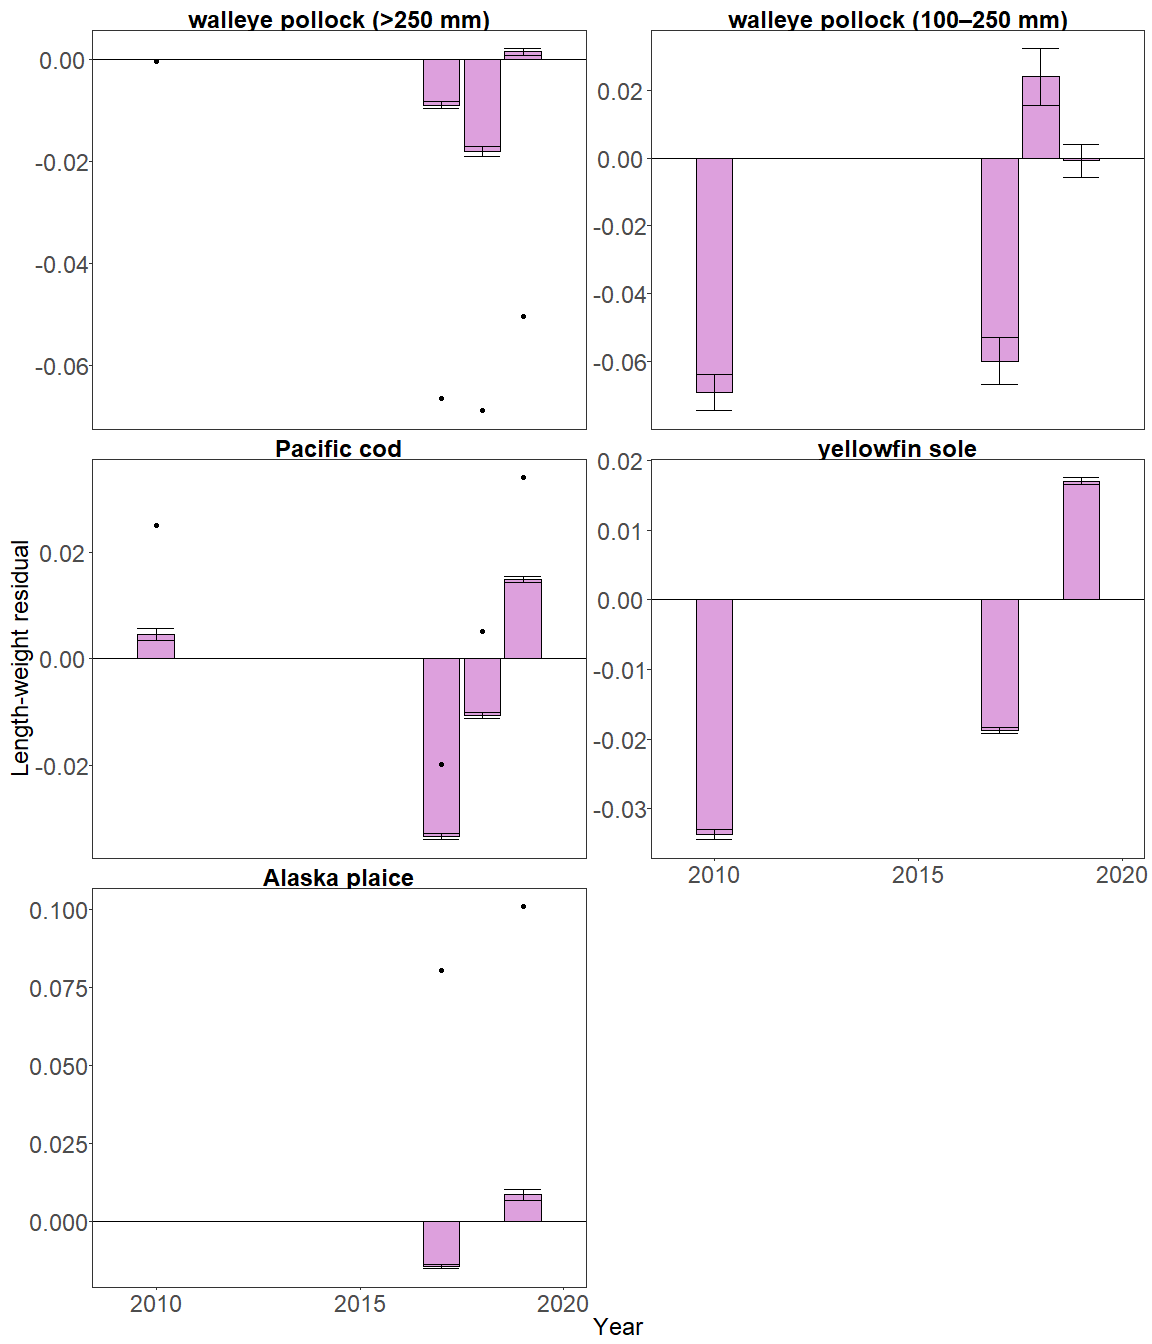 walleye pollock (>250 mm)
0.00
-0.02
-0.04
-0.06
walleye pollock (100–250 mm)
0.02
0.00
-0.02
-0.04
-0.06
Length-weight residual
Pacific cod
0.02
0.00
-0.02
yellowfin sole
0.02
0.01
0.00
-0.01
-0.02
-0.03
2010 2015 2020
Alaska plaice
0.100
0.075
0.050
0.025
0.000
2010 2015 2020
Year